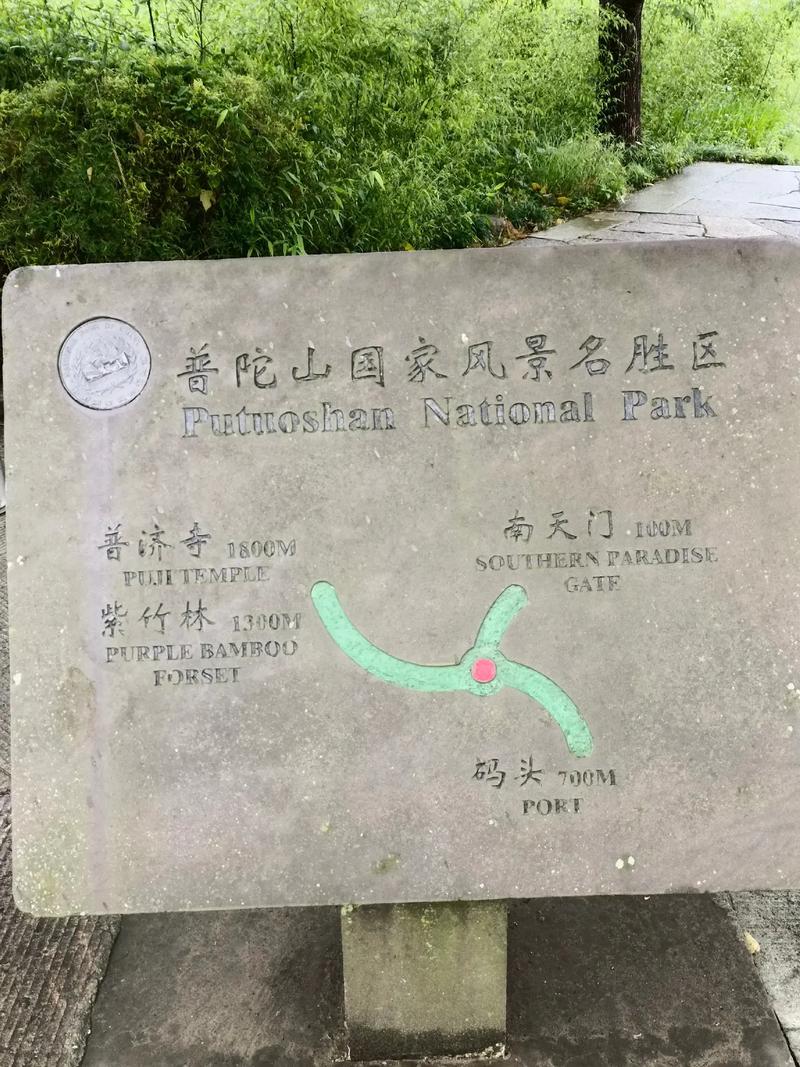 普陀山国家风景名胜区
Putuoshan National Park
普济寺 1800M
PUJI TEMPLE
紫竹林 1300M
PURPLE BAMBOO
FORSET
南天门 100M
SOUTHERN PARADISE
GATE
码头 700M
PORT